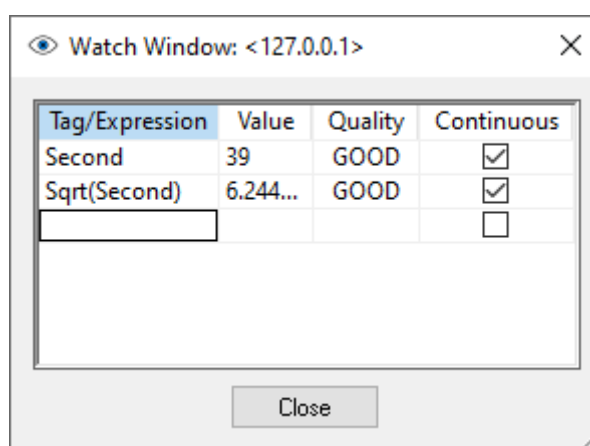 Watch Window: <127.0.0.1>
Tag/Expression Value Quality Continuous
Second 39 GOOD
Sqrt(Second) 6.244... GOOD
Close